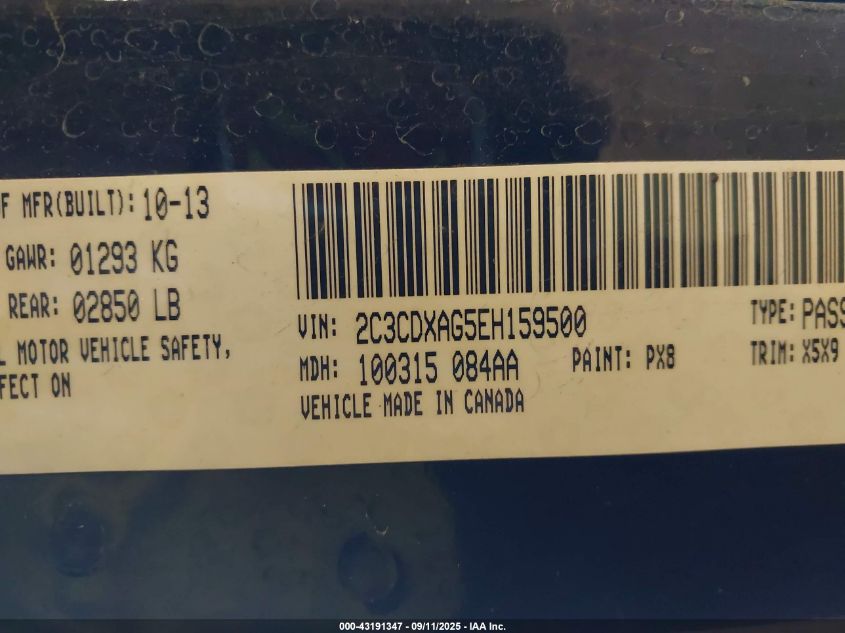 F MFR(BUILT): 10-13
GAWR: 01293 KG
REAR: 02850 LB
L MOTOR VEHICLE SAFETY,
FECT ON
VIN: 2C3CDXAG5EH159500
TYPE: PASS
MDH: 100315 084AA
PAINT: PX8
TRIM: X5X9
VEHICLE MADE IN CANADA
000-43191347 - 09/11/2025 - IAA Inc.